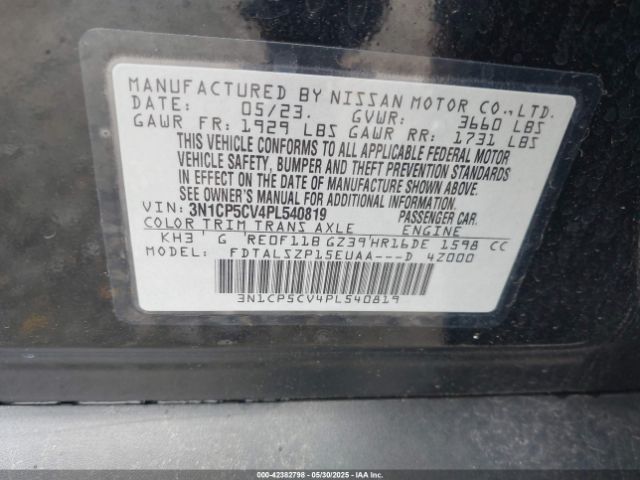 MANUFACTURED BY NISSAN MOTOR CO.,LTD.
DATE: 05/23. GVWR: 3660 LBS
GAWR FR: 1929 LBS GAWR RR: 1731 LBS
THIS VEHICLE CONFORMS TO ALL APPLICABLE FEDERAL MOTOR
VEHICLE SAFETY, BUMPER AND THEFT PREVENTION STANDARDS
IN EFFECT ON THE DATE OF MANUFACTURE SHOWN ABOVE.
SEE OWNER'S MANUAL FOR ADDITIONAL INFORMATION
VIN: 3N1CP5CV4PL540819 PASSENGER CAR.
COLOR TRIM TRANS AXLE ENGINE
KH3 G RE0F11B GZ39 HR16DE 1598 CC
MODEL: FDTALSZP15EUAA---D 4Z000
3N1CP5CV4PL540819
000-42382798 - 05/30/2025 - IAAI.CA